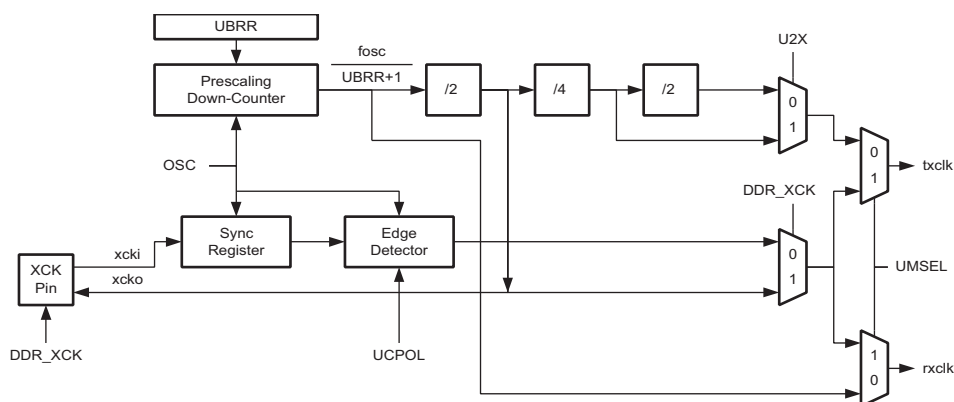 UBRR
fosc
U2X
Prescaling
Down-Counter
UBRR+1
/2
/4
/2
0
1
OSC
0
1
txclk
DDR_XCK
Sync
Register
Edge
Detector
xcki
0
1
XCK
Pin
xcko
UMSEL
DDR_XCK
UCPOL
1
0
rxclk